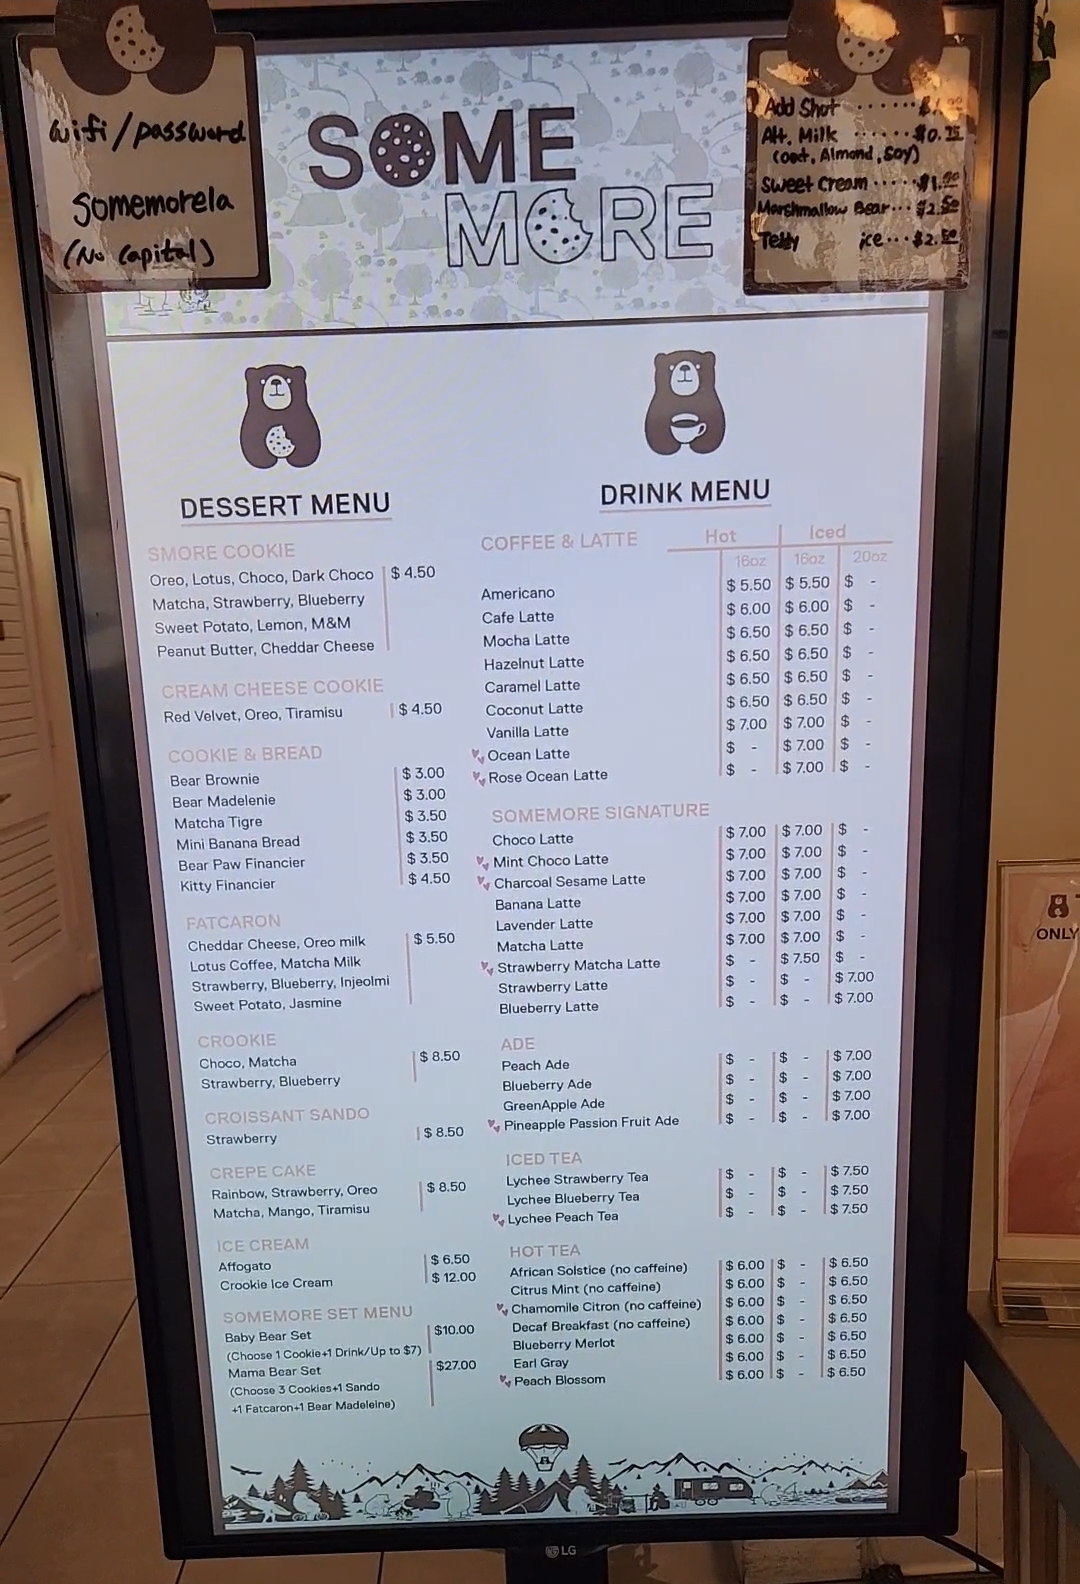 wifi/password
somemorela
(No Capital)
SOME
MORE
Add Shot ....... $1.00
Alt. Milk ...... $0.75
(oat, Almond, Soy)
Sweet Cream .... $1.00
Marshmallow Bear... $2.50
Teddy ice... $2.50
DESSERT MENU
SMORE COOKIE
Oreo, Lotus, Choco, Dark Choco $ 4.50
Matcha, Strawberry, Blueberry
Sweet Potato, Lemon, M&M
Peanut Butter, Cheddar Cheese
CREAM CHEESE COOKIE
Red Velvet, Oreo, Tiramisu $ 4.50
COOKIE & BREAD
Bear Brownie $ 3.00
Bear Madelenie $ 3.00
Matcha Tigre $ 3.50
Mini Banana Bread $ 3.50
Bear Paw Financier $ 3.50
Kitty Financier $ 4.50
FATCARON
Cheddar Cheese, Oreo milk $ 5.50
Lotus Coffee, Matcha Milk
Strawberry, Blueberry, Injeolmi
Sweet Potato, Jasmine
CROOKIE
Choco, Matcha $ 8.50
Strawberry, Blueberry
CROISSANT SANDO
Strawberry $ 8.50
CREPE CAKE
Rainbow, Strawberry, Oreo $ 8.50
Matcha, Mango, Tiramisu
ICE CREAM
Affogato $ 6.50
Crookie Ice Cream $ 12.00
SOMEMORE SET MENU
Baby Bear Set $10.00
(Choose 1 Cookie+1 Drink/Up to $7)
Mama Bear Set $27.00
(Choose 3 Cookies+1 Sando
+1 Fatcaron+1 Bear Madeleine)
DRINK MENU
COFFEE & LATTE Hot Iced
16oz 16oz 20oz
Americano $ 5.50 $ 5.50 $ -
Cafe Latte $ 6.00 $ 6.00 $ -
Mocha Latte $ 6.50 $ 6.50 $ -
Hazelnut Latte $ 6.50 $ 6.50 $ -
Caramel Latte $ 6.50 $ 6.50 $ -
Coconut Latte $ 6.50 $ 6.50 $ -
Vanilla Latte $ 7.00 $ 7.00 $ -
Ocean Latte $ - $ 7.00 $ -
Rose Ocean Latte $ - $ 7.00 $ -
SOMEMORE SIGNATURE
Choco Latte $ 7.00 $ 7.00 $ -
Mint Choco Latte $ 7.00 $ 7.00 $ -
Charcoal Sesame Latte $ 7.00 $ 7.00 $ -
Banana Latte $ 7.00 $ 7.00 $ -
Lavender Latte $ 7.00 $ 7.00 $ -
Matcha Latte $ 7.00 $ 7.00 $ -
Strawberry Matcha Latte $ - $ 7.50 $ -
Strawberry Latte $ - $ - $ 7.00
Blueberry Latte $ - $ - $ 7.00
ADE
Peach Ade $ - $ - $ 7.00
Blueberry Ade $ - $ - $ 7.00
GreenApple Ade $ - $ - $ 7.00
Pineapple Passion Fruit Ade $ - $ - $ 7.00
ICED TEA
Lychee Strawberry Tea $ - $ - $ 7.50
Lychee Blueberry Tea $ - $ - $ 7.50
Lychee Peach Tea $ - $ - $ 7.50
HOT TEA
African Solstice (no caffeine) $ 6.00 $ - $ 6.50
Citrus Mint (no caffeine) $ 6.00 $ - $ 6.50
Chamomile Citron (no caffeine) $ 6.00 $ - $ 6.50
Decaf Breakfast (no caffeine) $ 6.00 $ - $ 6.50
Blueberry Merlot $ 6.00 $ - $ 6.50
Earl Gray $ 6.00 $ - $ 6.50
Peach Blossom $ 6.00 $ - $ 6.50
ONLY
LG